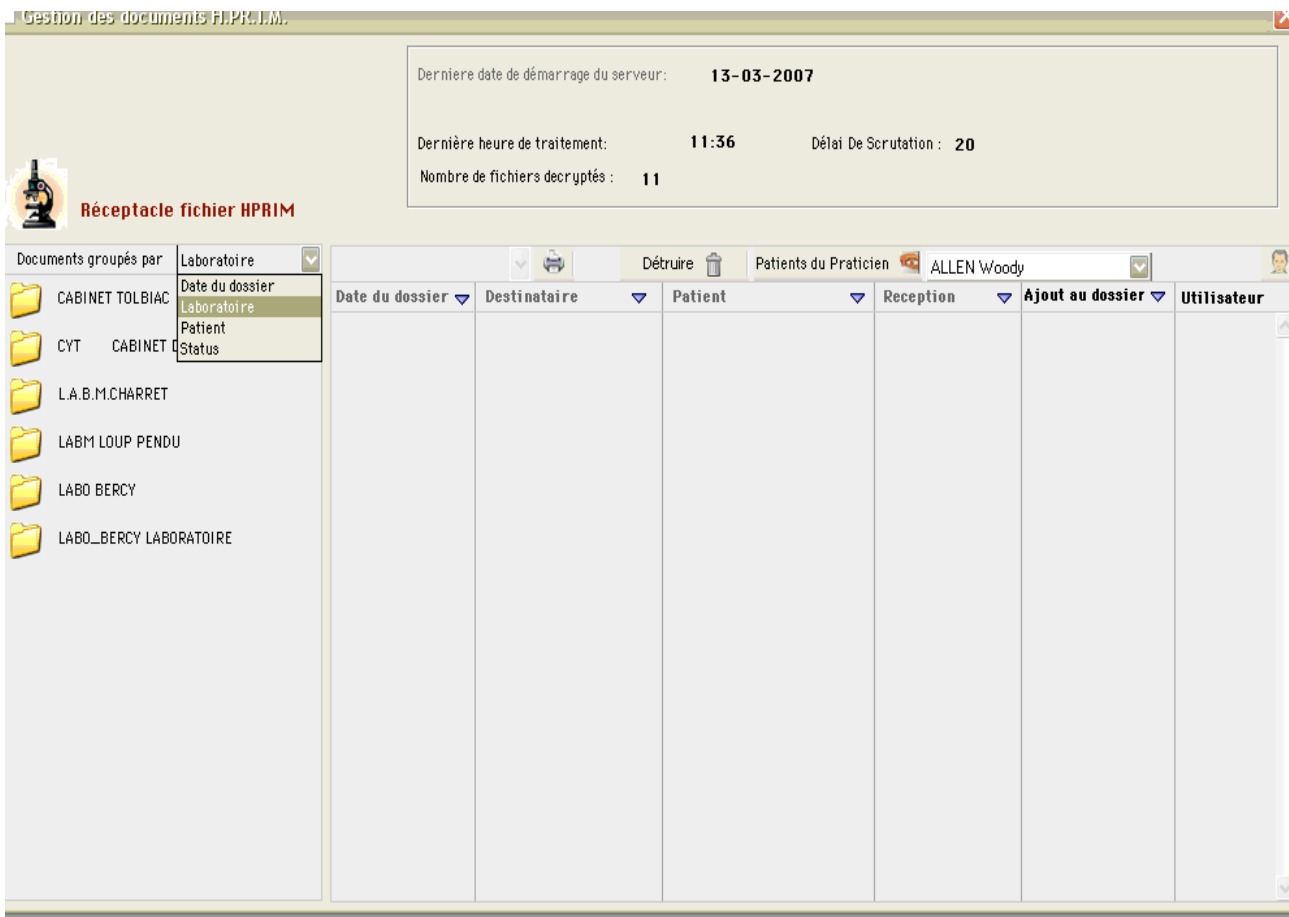 Gestion des documents H.PR.I.M.
Derniere date de démarrage du serveur: 13-03-2007
Dernière heure de traitement: 11:36 Délai De Scrutation : 20
Nombre de fichiers decryptés : 11
Réceptacle fichier HPRIM
Documents groupés par Laboratoire
Détruire Patients du Praticien ALLEN Woody
Date du dossier
Laboratoire
Patient
Status
CABINET TOLBIAC
CYT CABINET
L.A.B.M.CHARRET
LABM LOUP PENDU
LABO BERCY
LABO_BERCY LABORATOIRE
Date du dossier Destinataire Patient Reception Ajout au dossier Utilisateur